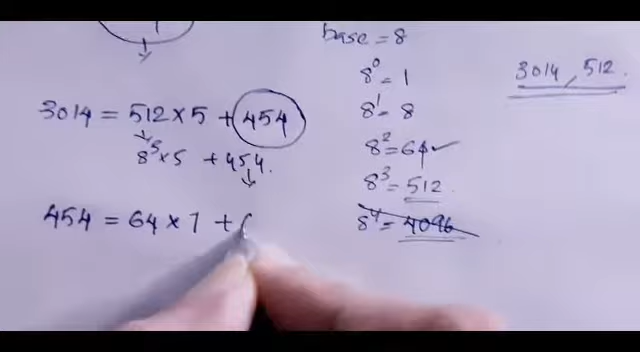 base = 8
8⁰ = 1
3014, 512.
3014 = 512 × 5 + 454
8¹ = 8
8³ × 5 + 454.
8² = 64 ✓
8³ = 512
454 = 64 × 7 + 
8⁴ = 4096